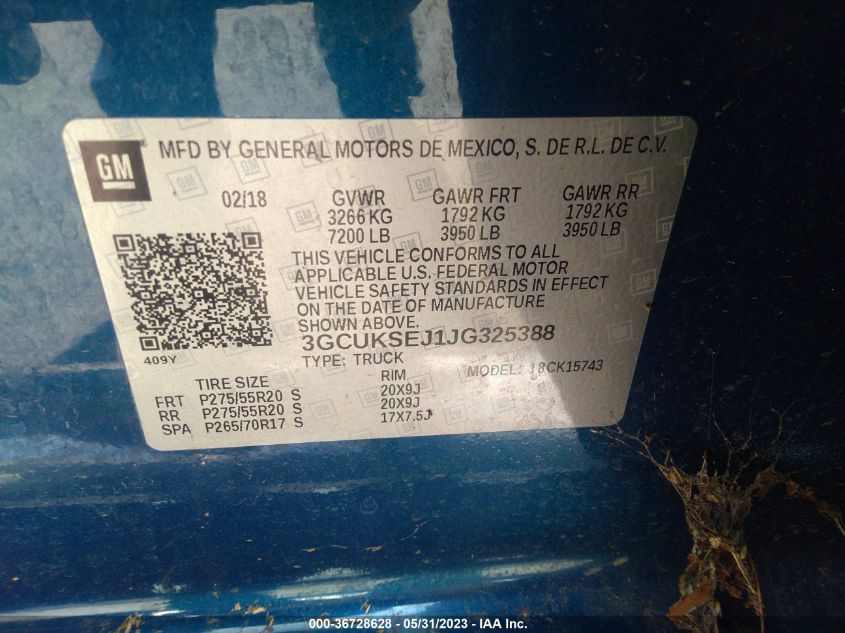 GM
MFD BY GENERAL MOTORS DE MEXICO, S. DE R.L. DE C.V.
02/18 GVWR GAWR FRT GAWR RR
3266 KG 1792 KG 1792 KG
7200 LB 3950 LB 3950 LB
THIS VEHICLE CONFORMS TO ALL
APPLICABLE U.S. FEDERAL MOTOR
VEHICLE SAFETY STANDARDS IN EFFECT
ON THE DATE OF MANUFACTURE
SHOWN ABOVE.
3GCUKSEJ1JG325388
409Y
TYPE: TRUCK MODEL: 18CK15743
TIRE SIZE RIM
FRT P275/55R20 S 20X9J
RR P275/55R20 S 20X9J
SPA P265/70R17 S 17X7.5J
000-36728628 - 05/31/2023 - IAA Inc.